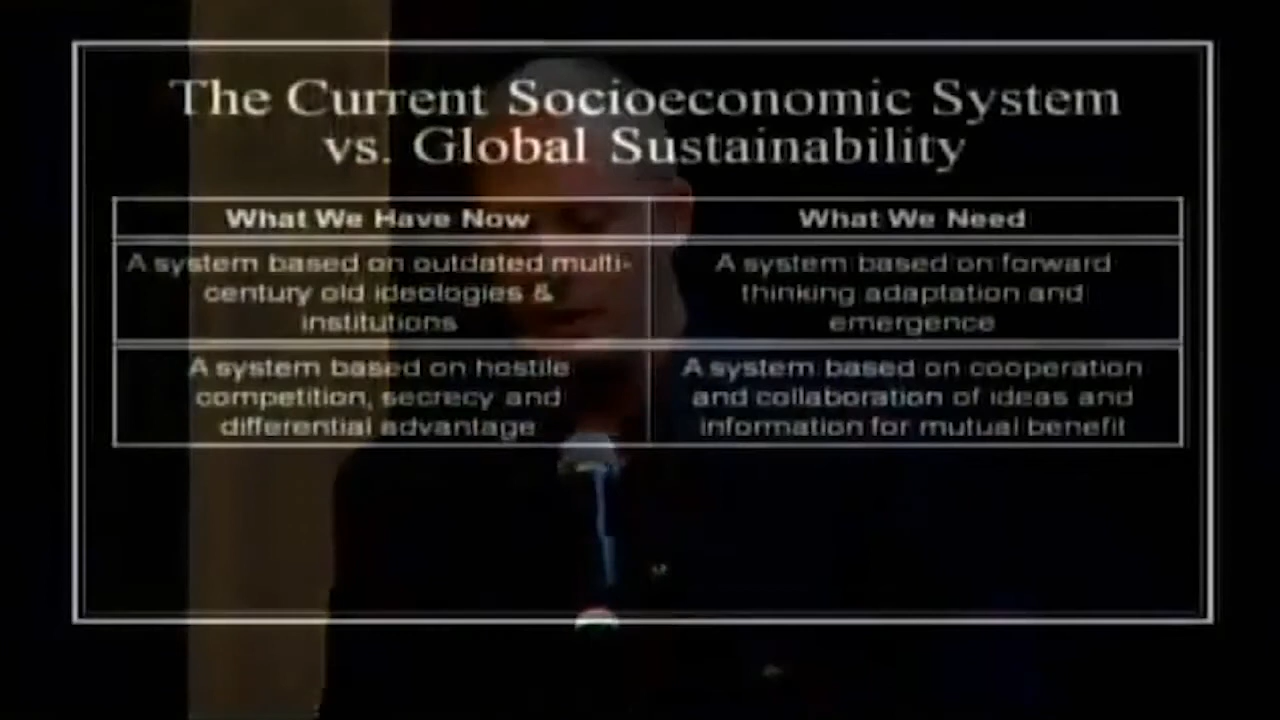 The Current Socioeconomic System
vs. Global Sustainability
What We Have Now
What We Need
A system based on outdated multi-
century old ideologies &
institutions
A system based on forward
thinking adaptation and
emergence
A system based on hostile
competition, secrecy and
differential advantage
A system based on cooperation
and collaboration of ideas and
information for mutual benefit